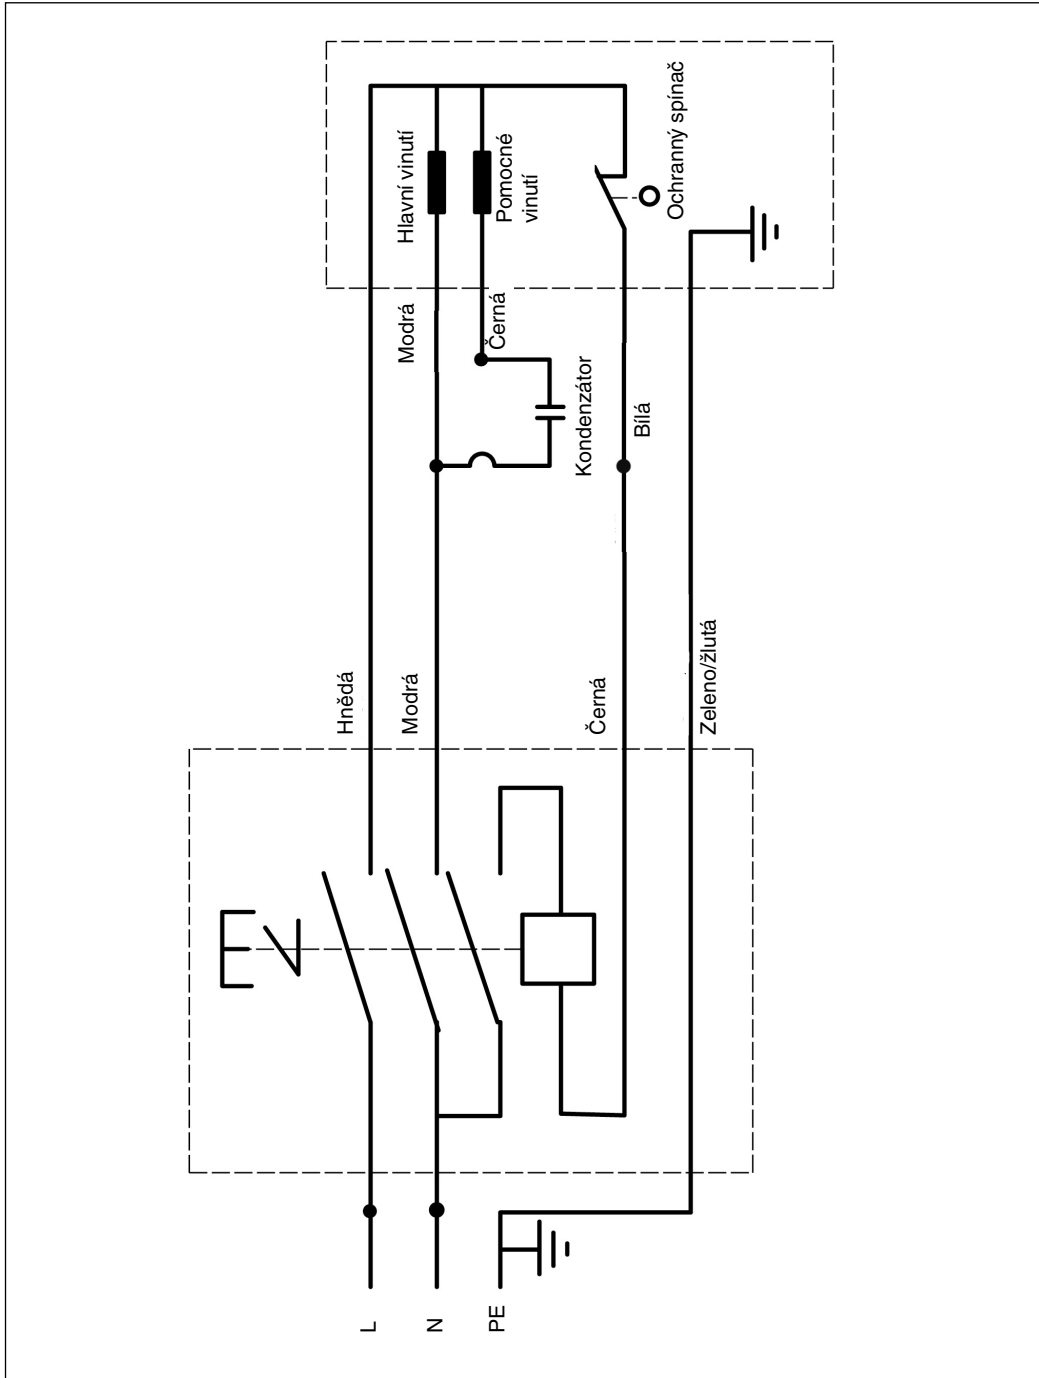 Hlavní vinutí
Pomocné
vinutí
Ochranný spínač
Modrá
Černá
Kondenzátor
Bílá
Hnědá
Modrá
Černá
Zeleno/žlutá
L
N
PE